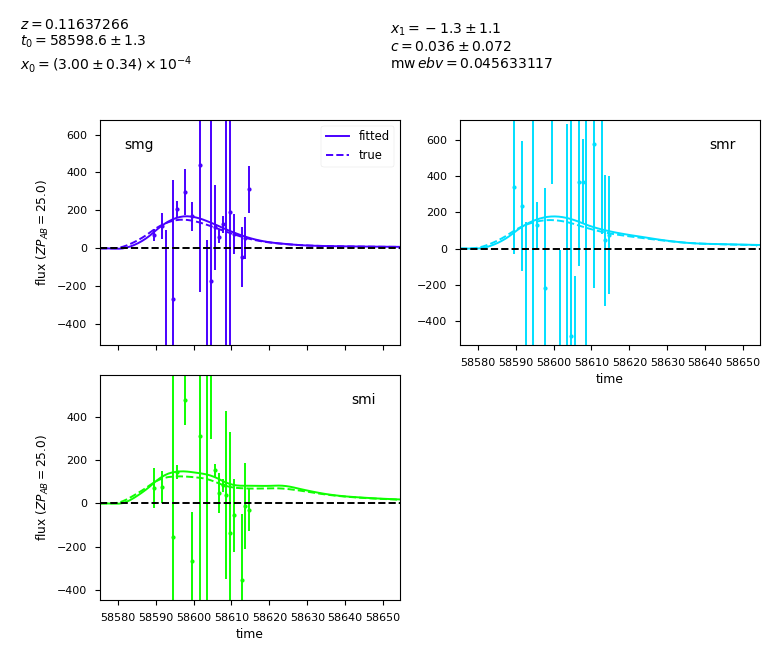 z = 0.11637266
t₀ = 58598.6 ± 1.3
x₀ = (3.00 ± 0.34) × 10⁻⁴
x₁ = −1.3 ± 1.1
c = 0.036 ± 0.072
mw ebv = 0.045633117
smg
fitted
true
600
400
200
0
−200
−400
flux (ZP_AB = 25.0)
smr
600
400
200
0
−200
−400
58580 58590 58600 58610 58620 58630 58640 58650
time
smi
400
200
0
−200
−400
flux (ZP_AB = 25.0)
58580 58590 58600 58610 58620 58630 58640 58650
time